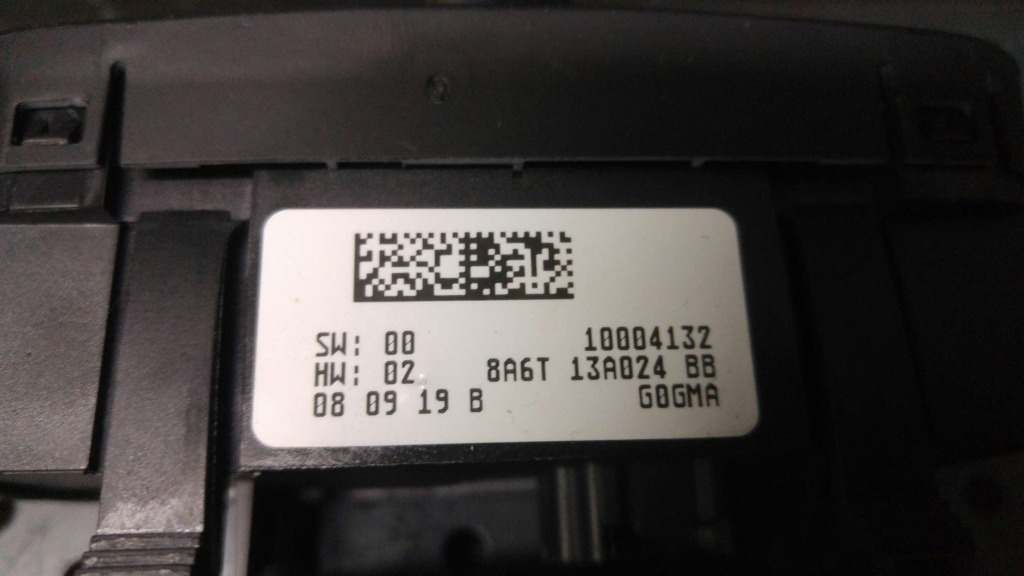 SW: 00 10004132
HW: 02 8A6T 13A024 BB
08 09 19 B G0GMA